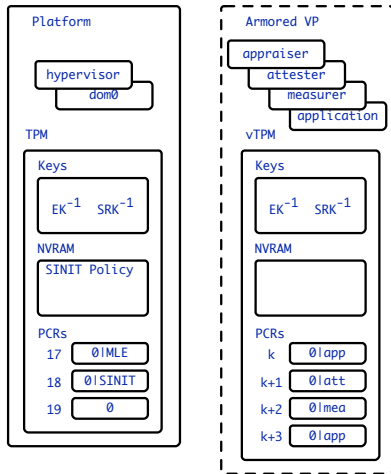 Platform
hypervisor
dom0
TPM
Keys
EK-1 SRK-1
NVRAM
SINIT Policy
PCRs
17 0|MLE
18 0|SINIT
19 0
Armored VP
appraiser
attester
measurer
application
vTPM
Keys
EK-1 SRK-1
NVRAM
PCRs
k 0|app
k+1 0|att
k+2 0|mea
k+3 0|app